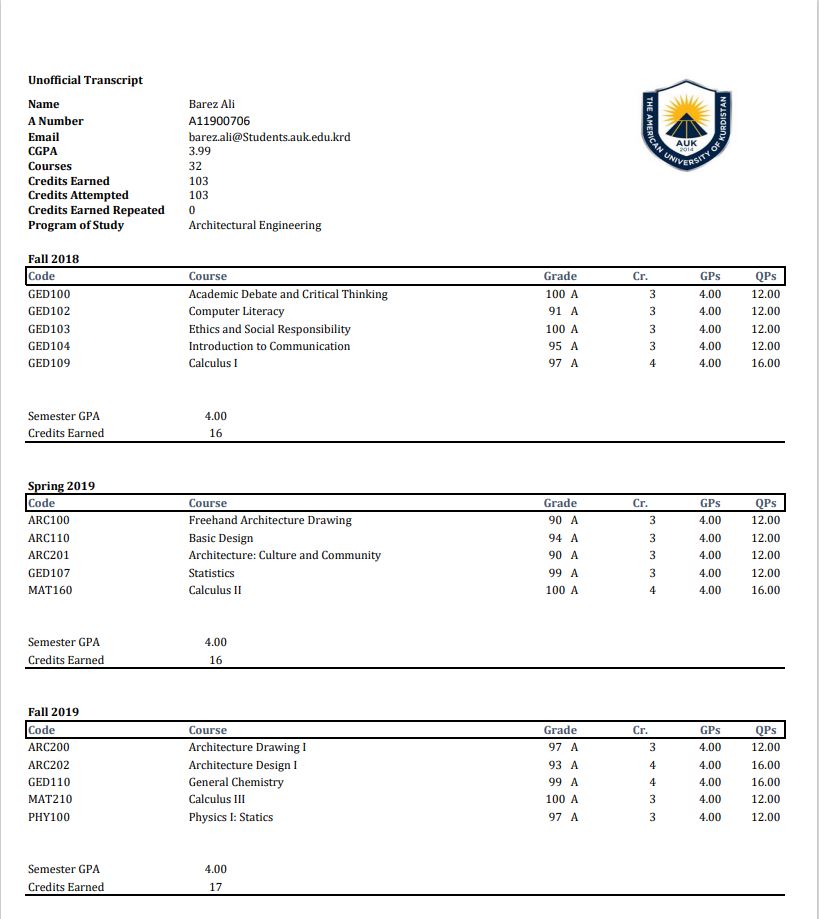 Unofficial Transcript
THE AMERICAN UNIVERSITY OF KURDISTAN
AUK
2014
Name Barez Ali
A Number A11900706
Email barez.ali@Students.auk.edu.krd
CGPA 3.99
Courses 32
Credits Earned 103
Credits Attempted 103
Credits Earned Repeated 0
Program of Study Architectural Engineering
Fall 2018
Code Course Grade Cr. GPs QPs
GED100 Academic Debate and Critical Thinking 100 A 3 4.00 12.00
GED102 Computer Literacy 91 A 3 4.00 12.00
GED103 Ethics and Social Responsibility 100 A 3 4.00 12.00
GED104 Introduction to Communication 95 A 3 4.00 12.00
GED109 Calculus I 97 A 4 4.00 16.00
Semester GPA 4.00
Credits Earned 16
Spring 2019
Code Course Grade Cr. GPs QPs
ARC100 Freehand Architecture Drawing 90 A 3 4.00 12.00
ARC110 Basic Design 94 A 3 4.00 12.00
ARC201 Architecture: Culture and Community 90 A 3 4.00 12.00
GED107 Statistics 99 A 3 4.00 12.00
MAT160 Calculus II 100 A 4 4.00 16.00
Semester GPA 4.00
Credits Earned 16
Fall 2019
Code Course Grade Cr. GPs QPs
ARC200 Architecture Drawing I 97 A 3 4.00 12.00
ARC202 Architecture Design I 93 A 4 4.00 16.00
GED110 General Chemistry 99 A 4 4.00 16.00
MAT210 Calculus III 100 A 3 4.00 12.00
PHY100 Physics I: Statics 97 A 3 4.00 12.00
Semester GPA 4.00
Credits Earned 17